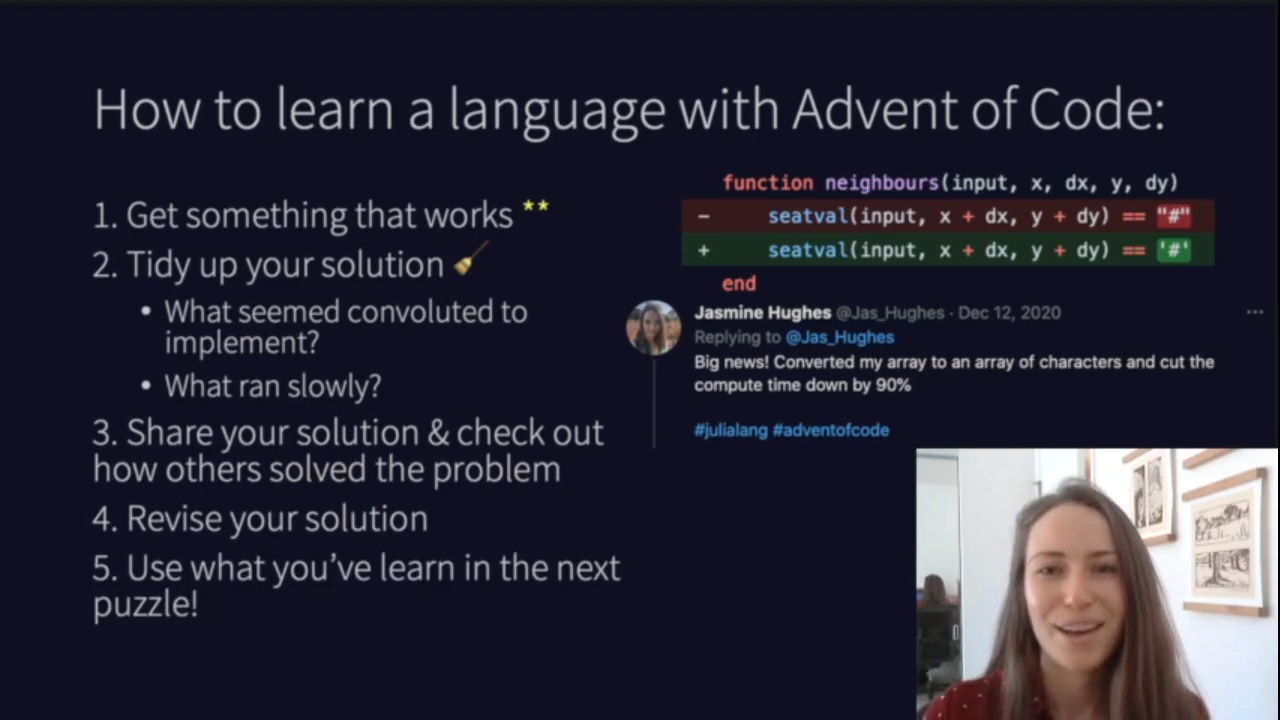 How to learn a language with Advent of Code:
1. Get something that works **
2. Tidy up your solution 🧹
• What seemed convoluted to
implement?
• What ran slowly?
3. Share your solution & check out
how others solved the problem
4. Revise your solution
5. Use what you’ve learn in the next
puzzle!
function neighbours(input, x, dx, y, dy)
- seatval(input, x + dx, y + dy) == "#"
+ seatval(input, x + dx, y + dy) == '#'
end
Jasmine Hughes @Jas_Hughes · Dec 12, 2020 ...
Replying to @Jas_Hughes
Big news! Converted my array to an array of characters and cut the
compute time down by 90%
#julialang #adventofcode